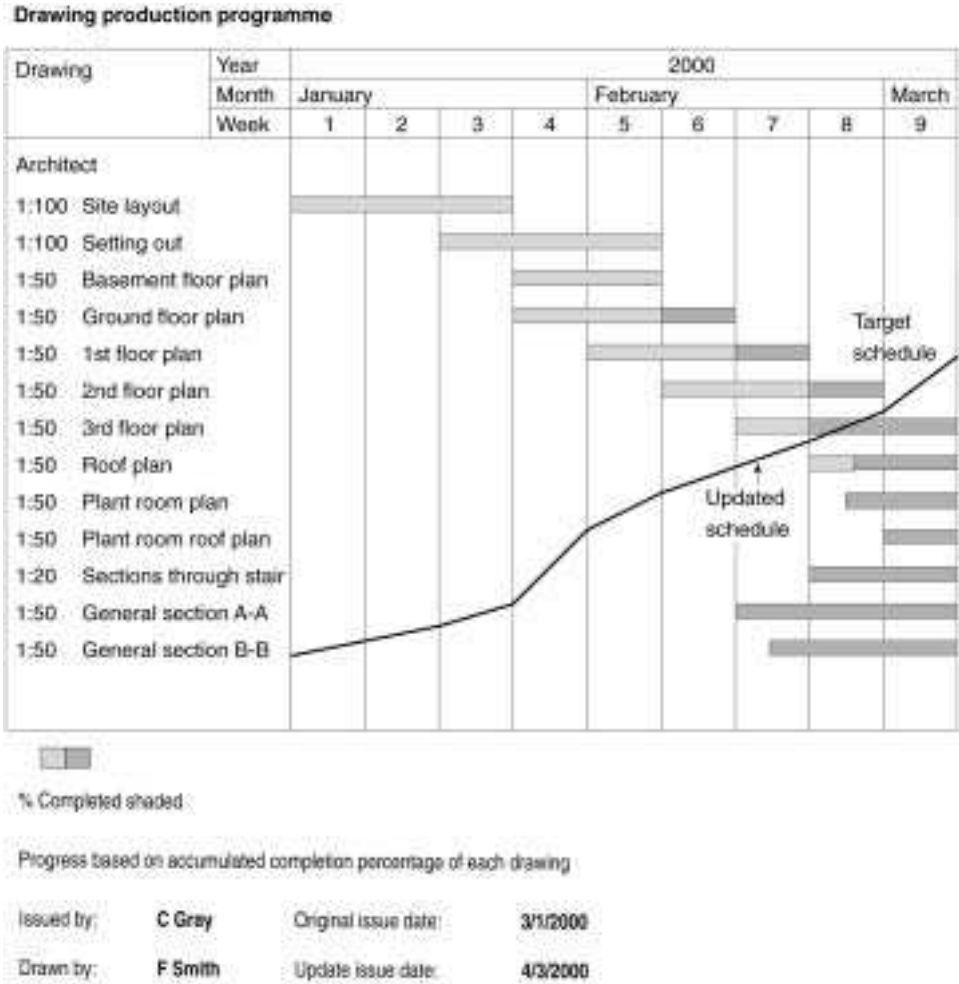 Drawing production programme
Drawing Year 2000
Month January February March
Week 1 2 3 4 5 6 7 8 9
Architect
1:100 Site layout
1:100 Setting out
1:50 Basement floor plan
1:50 Ground floor plan
Target
schedule
1:50 1st floor plan
1:50 2nd floor plan
1:50 3rd floor plan
1:50 Roof plan
1:50 Plant room plan
Updated
schedule
1:50 Plant room roof plan
1:20 Sections through stair
1:50 General section A-A
1:50 General section B-B
% Completed shaded
Progress based on accumulated completion percentage of each drawing
Issued by: C Gray Original issue date: 3/1/2000
Drawn by: F Smith Update issue date: 4/3/2000